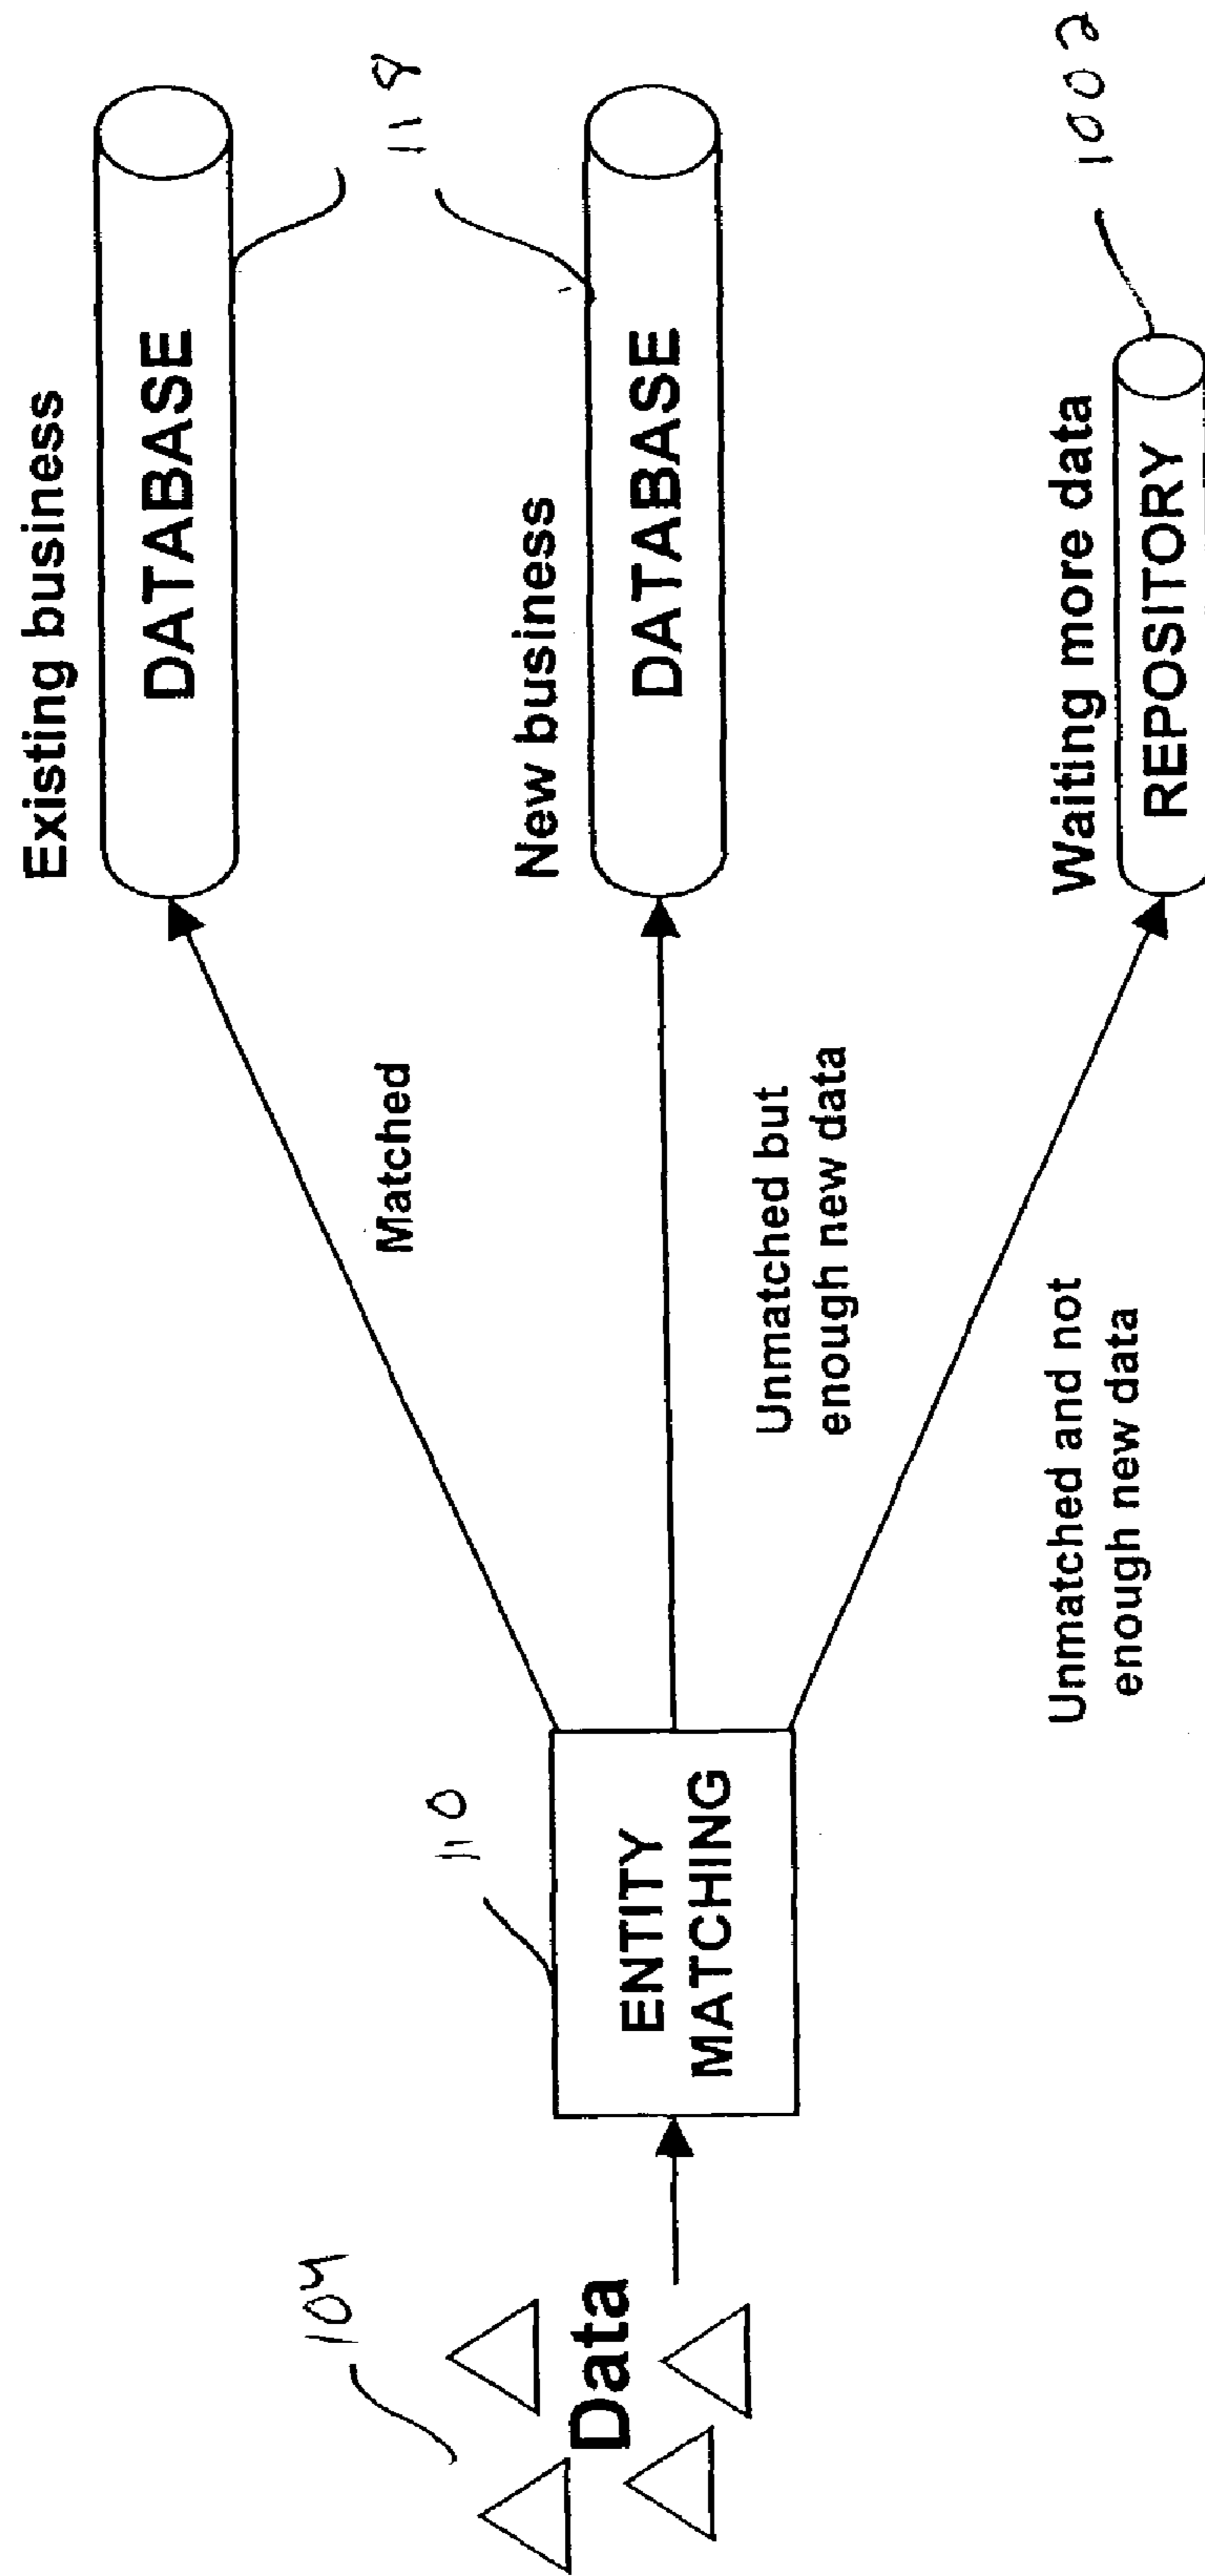 Existing business
DATABASE
118
New business
DATABASE
Waiting more data
REPOSITORY
1002
Matched
Unmatched but
enough new data
Unmatched and not
enough new data
110
ENTITY
MATCHING
104
Data